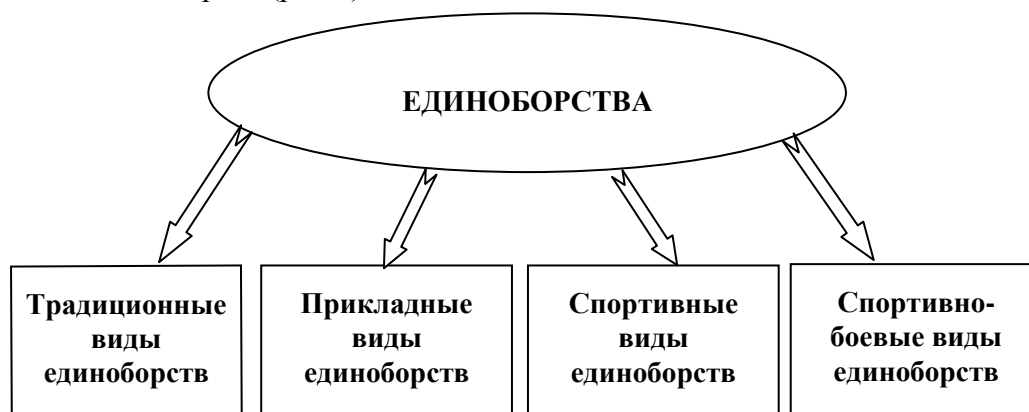 ЕДИНОБОРСТВА
Традиционные
виды
единоборств
Прикладные
виды
единоборств
Спортивные
виды
единоборств
Спортивно-
боевые виды
единоборств